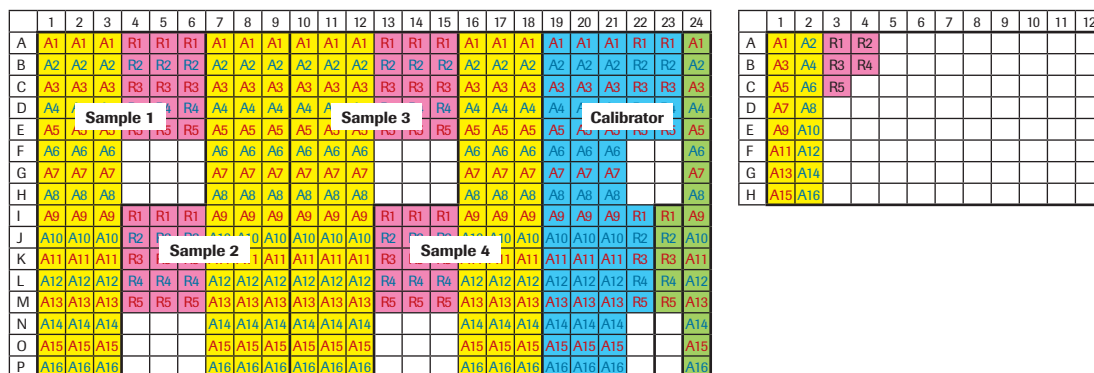 1 2 3 4 5 6 7 8 9 10 11 12 13 14 15 16 17 18 19 20 21 22 23 24
A A1 A1 A1 R1 R1 R1 A1 A1 A1 A1 A1 A1 R1 R1 R1 A1 A1 A1 A1 A1 A1 R1 R1 A1
B A2 A2 A2 R2 R2 R2 A2 A2 A2 A2 A2 A2 R2 R2 R2 A2 A2 A2 A2 A2 A2 R2 R2 A2
C A3 A3 A3 R3 R3 R3 A3 A3 A3 A3 A3 A3 R3 R3 R3 A3 A3 A3 A3 A3 A3 R3 R3 A3
D A4 R4 A4 A4 A4 A4 A4 A4 R4 A4 A4 A4 A4 A4
Sample 1 Sample 3 Calibrator
E A5 R5 A5 A5 A5 A5 A5 A5 R5 A5 A5 A5 A5 A5
F A6 A6 A6 A6 A6 A6 A6 A6 A6 A6 A6 A6 A6 A6 A6 A6
G A7 A7 A7 A7 A7 A7 A7 A7 A7 A7 A7 A7 A7 A7 A7 A7
H A8 A8 A8 A8 A8 A8 A8 A8 A8 A8 A8 A8 A8 A8 A8 A8
I A9 A9 A9 R1 R1 R1 A9 A9 A9 A9 A9 A9 R1 R1 R1 A9 A9 A9 A9 A9 A9 R1 R1 A9
J A10 A10 A10 R2 A10 A10 A10 A10 R2 A10 A10 A10 A10 A10 R2 R2 A10
Sample 2 Sample 4
K A11 A11 A11 R3 A11 A11 A11 A11 R3 A11 A11 A11 A11 A11 R3 R3 A11
L A12 A12 A12 R4 R4 R4 A12 A12 A12 A12 A12 A12 R4 R4 R4 A12 A12 A12 A12 A12 A12 R4 R4 A12
M A13 A13 A13 R5 R5 R5 A13 A13 A13 A13 A13 A13 R5 R5 R5 A13 A13 A13 A13 A13 A13 R5 R5 A13
N A14 A14 A14 A14 A14 A14 A14 A14 A14 A14 A14 A14 A14 A14 A14 A14
O A15 A15 A15 A15 A15 A15 A15 A15 A15 A15 A15 A15 A15 A15 A15 A15
P A16 A16 A16 A16 A16 A16 A16 A16 A16 A16 A16 A16 A16 A16 A16 A16
1 2 3 4 5 6 7 8 9 10 11 12
A A1 A2 R1 R2
B A3 A4 R3 R4
C A5 A6 R5
D A7 A8
E A9 A10
F A11 A12
G A13 A14
H A15 A16